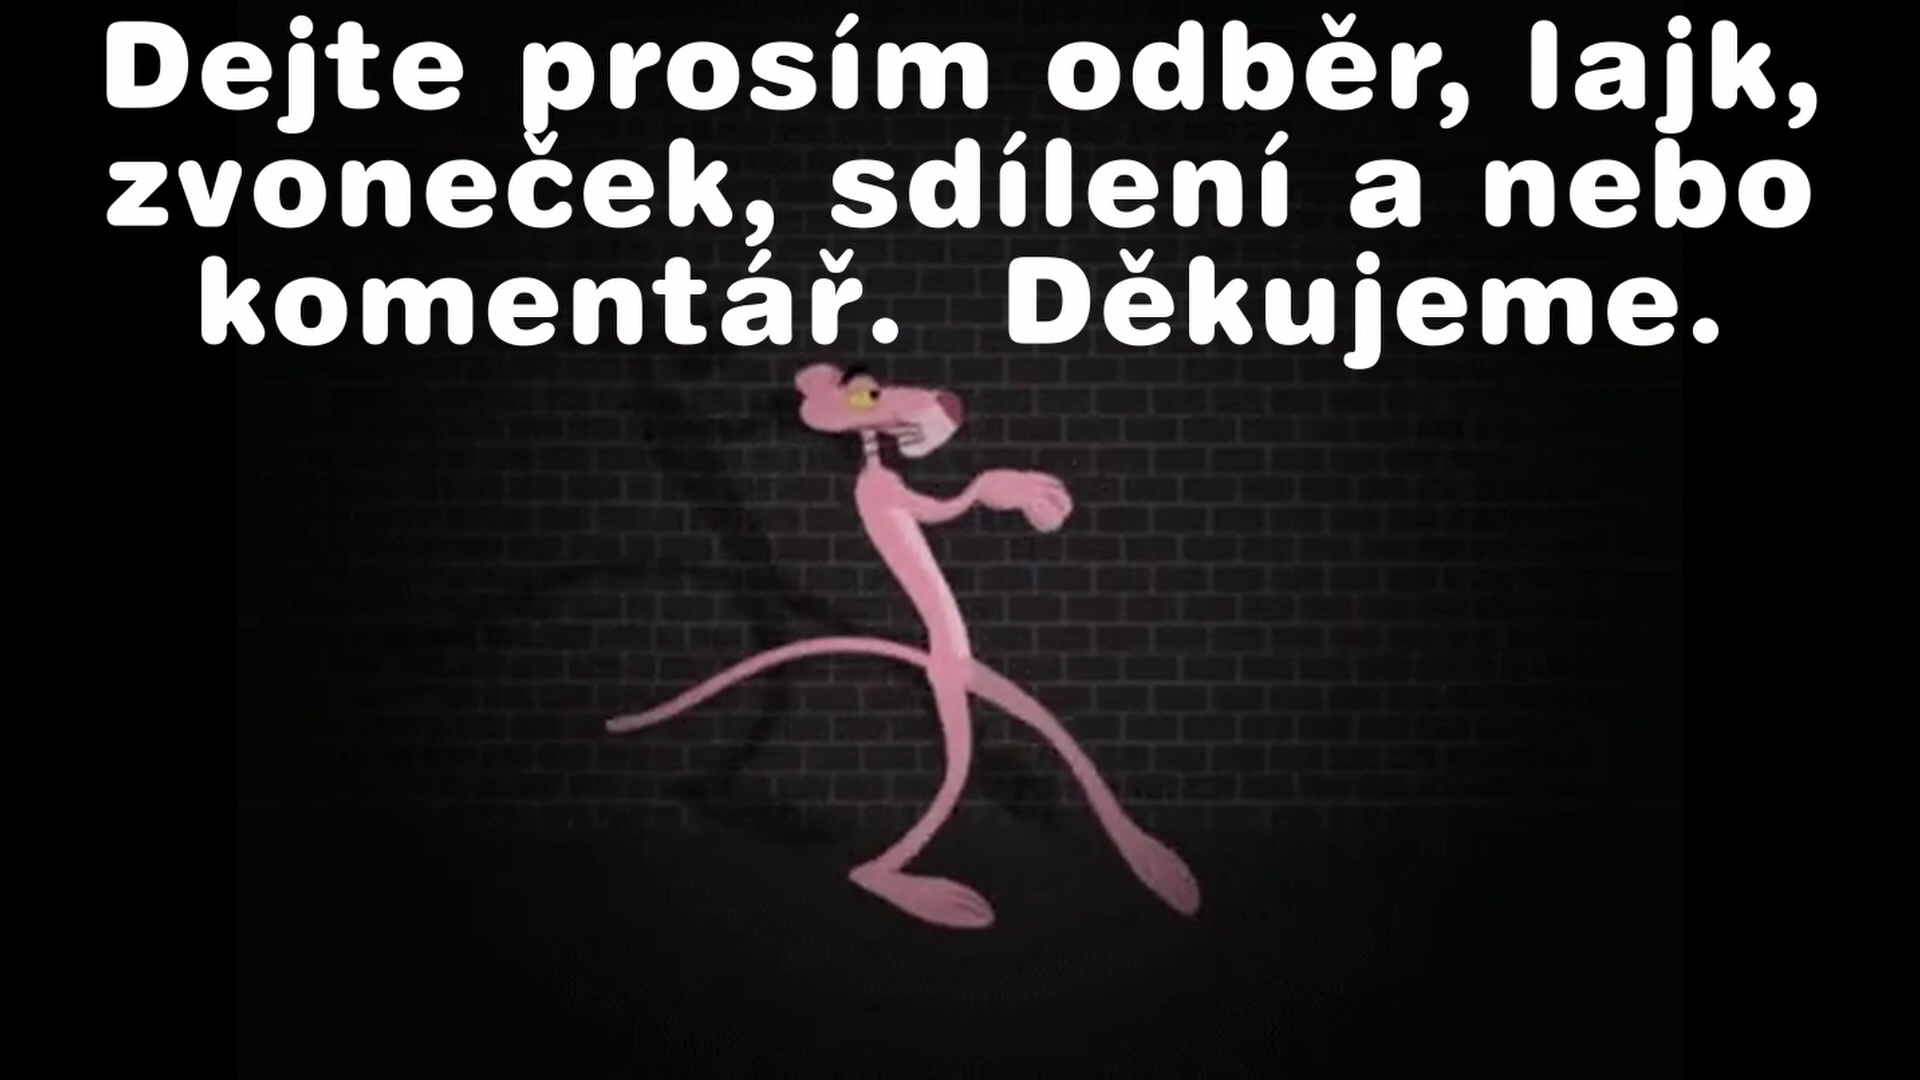 Dejte prosím odběr, lajk,
zvoneček, sdílení a nebo
komentář. Děkujeme.